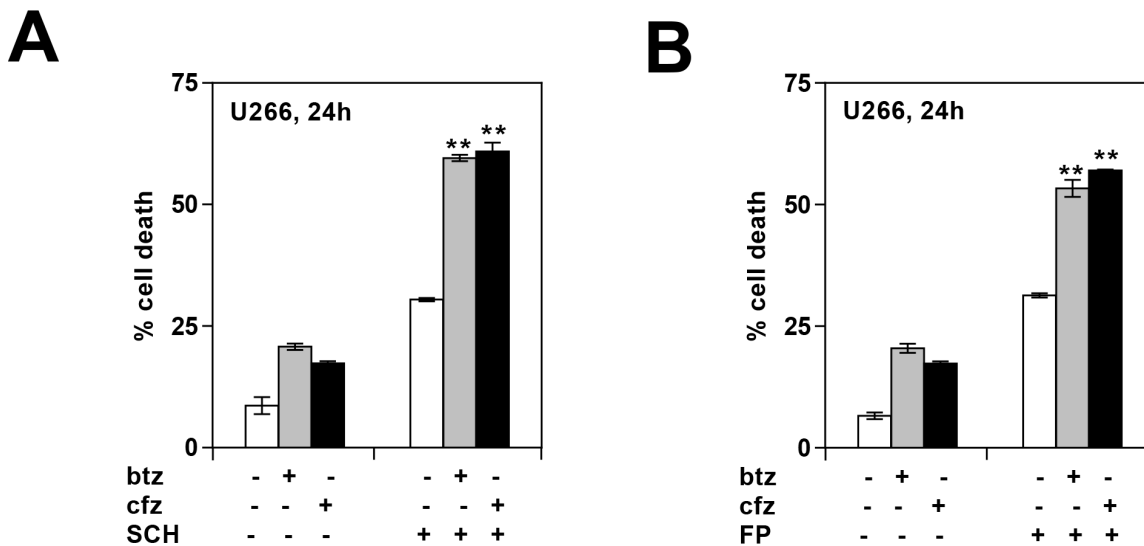 A
B
75
U266, 24h
** **
50
25
0
% cell death
btz - + - - + -
cfz - - + - - +
SCH - - - + + +
75
U266, 24h
** **
50
25
0
% cell death
btz - + - - + -
cfz - - + - - +
FP - - - + + +